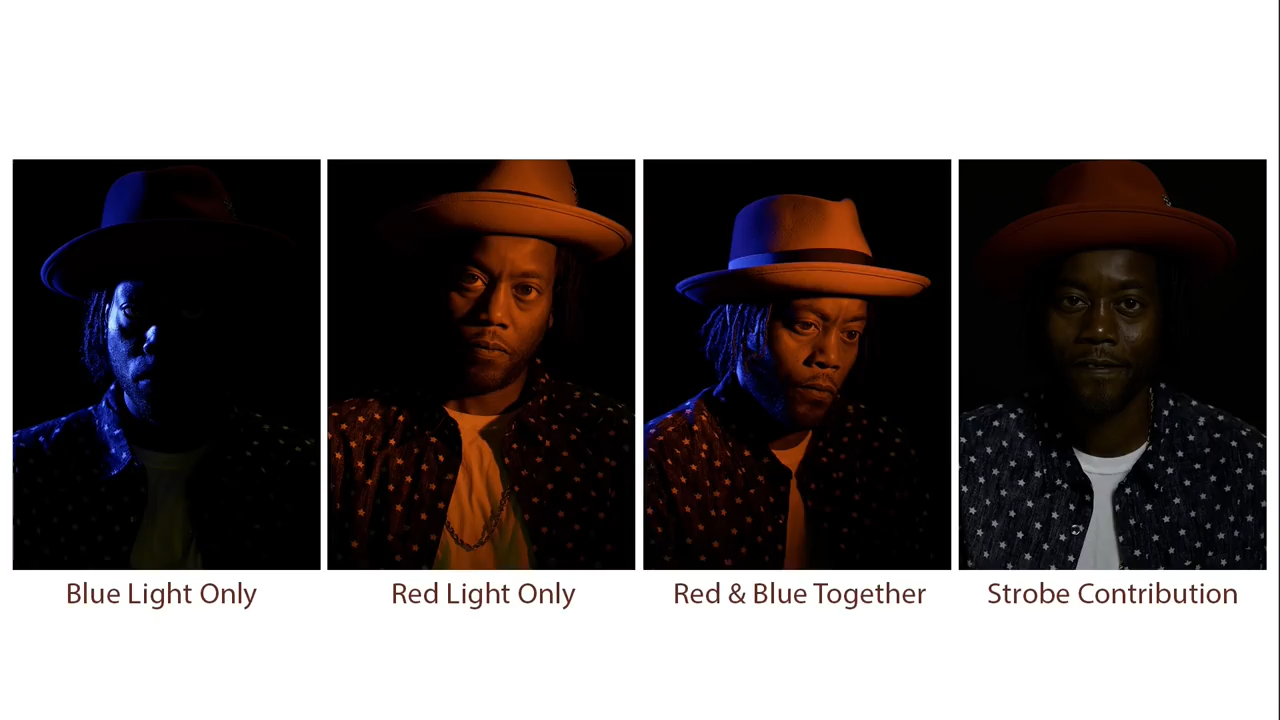 Blue Light Only
Red Light Only
Red & Blue Together
Strobe Contribution